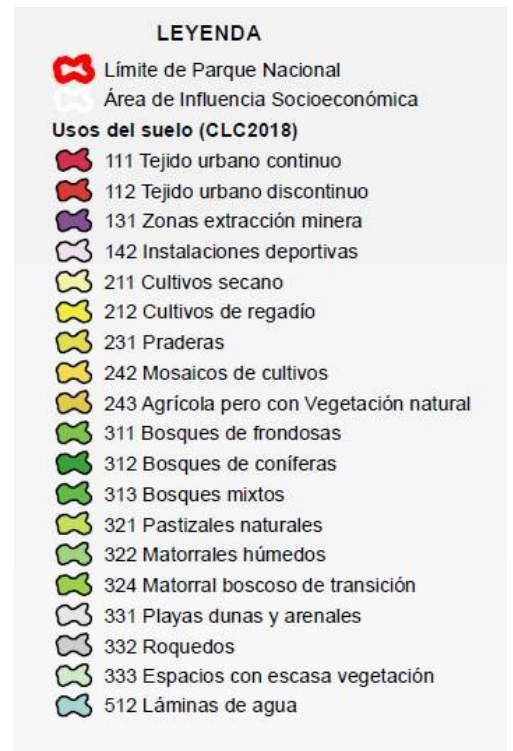 LEYENDA
Límite de Parque Nacional
Área de Influencia Socioeconómica
Usos del suelo (CLC2018)
111 Tejido urbano continuo
112 Tejido urbano discontinuo
131 Zonas extracción minera
142 Instalaciones deportivas
211 Cultivos secano
212 Cultivos de regadío
231 Praderas
242 Mosaicos de cultivos
243 Agrícola pero con Vegetación natural
311 Bosques de frondosas
312 Bosques de coníferas
313 Bosques mixtos
321 Pastizales naturales
322 Matorrales húmedos
324 Matorral boscoso de transición
331 Playas dunas y arenales
332 Roquedos
333 Espacios con escasa vegetación
512 Láminas de agua